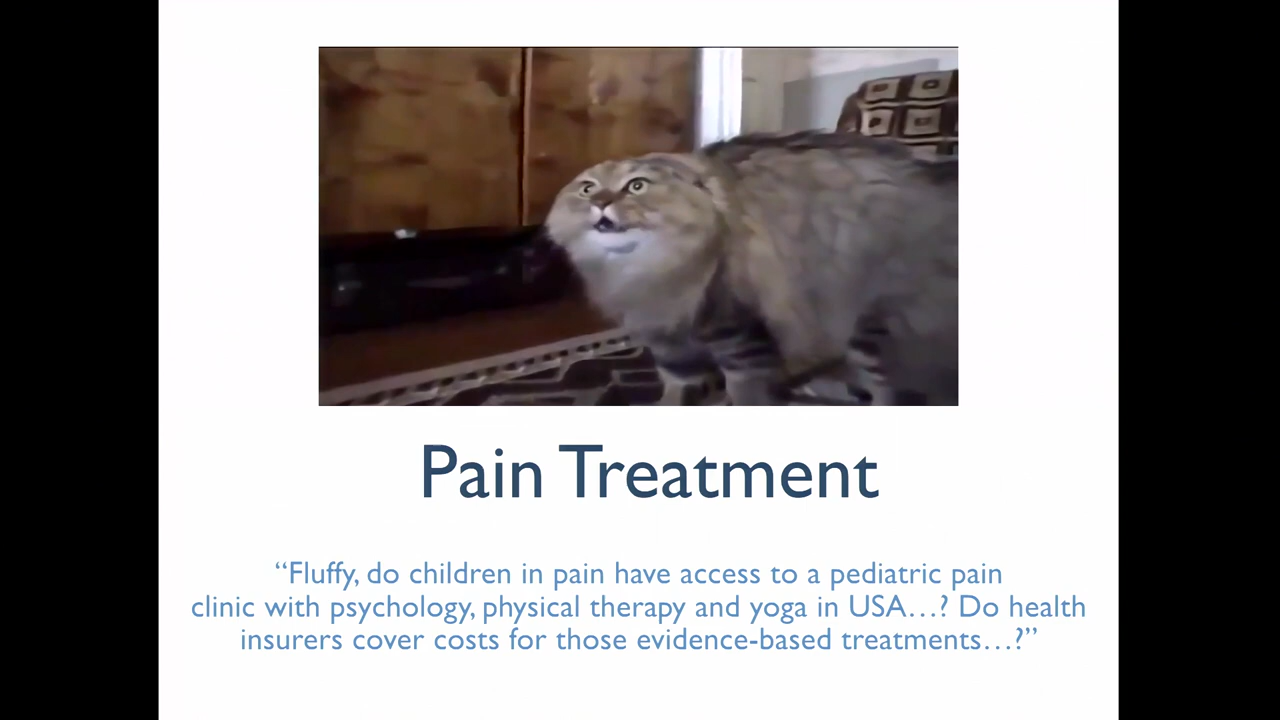 Pain Treatment
“Fluffy, do children in pain have access to a pediatric pain
clinic with psychology, physical therapy and yoga in USA…? Do health
insurers cover costs for those evidence-based treatments…?”